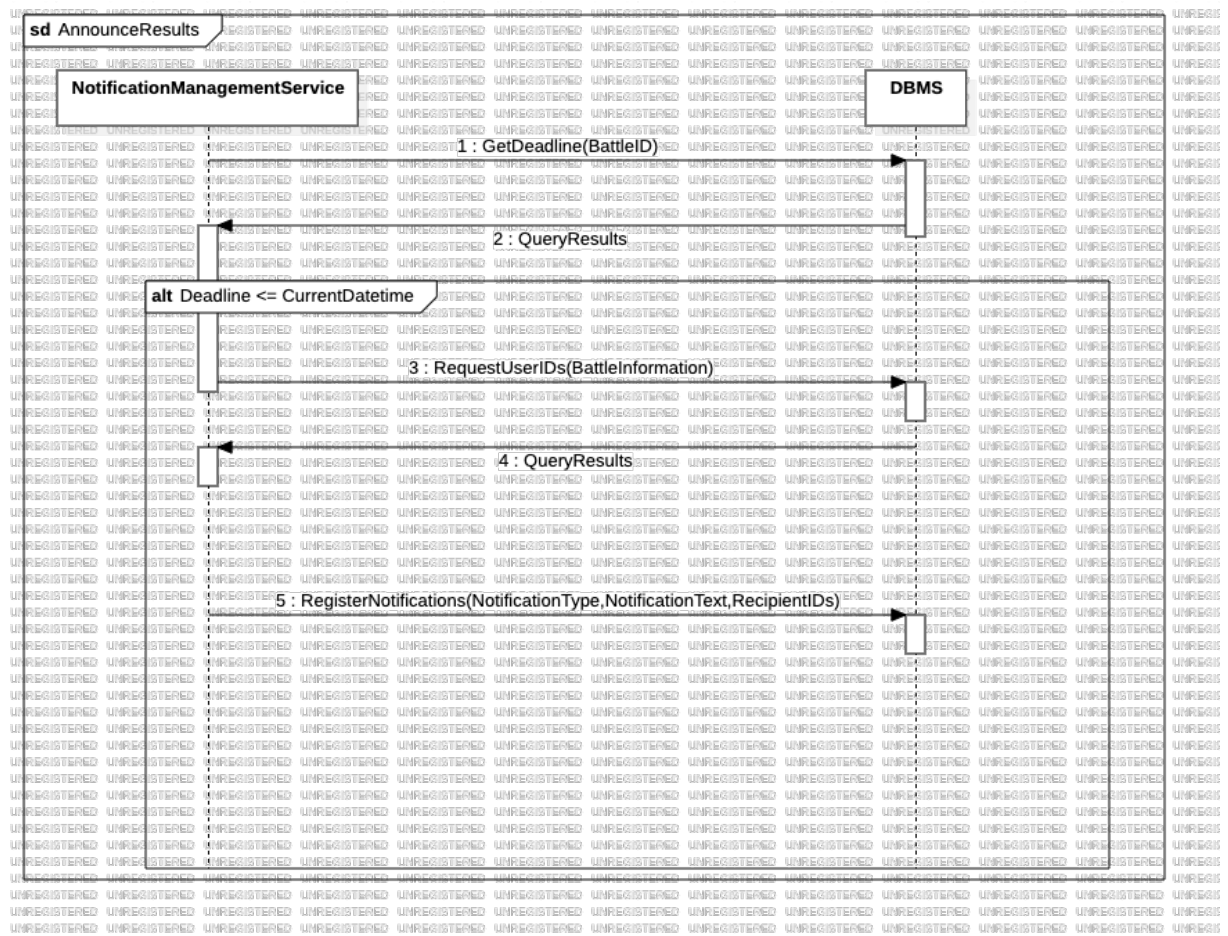 sd AnnounceResults
NotificationManagementService
DBMS
1 : GetDeadline(BattleID)
2 : QueryResults
alt Deadline <= CurrentDatetime
3 : RequestUserIDs(BattleInformation)
4 : QueryResults
5 : RegisterNotifications(NotificationType,NotificationText,RecipientIDs)
UNREGISTERED